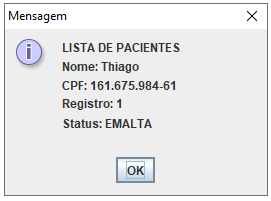 Mensagem
LISTA DE PACIENTES
Nome: Thiago
CPF: 161.675.984-61
Registro: 1
Status: EMALTA
OK